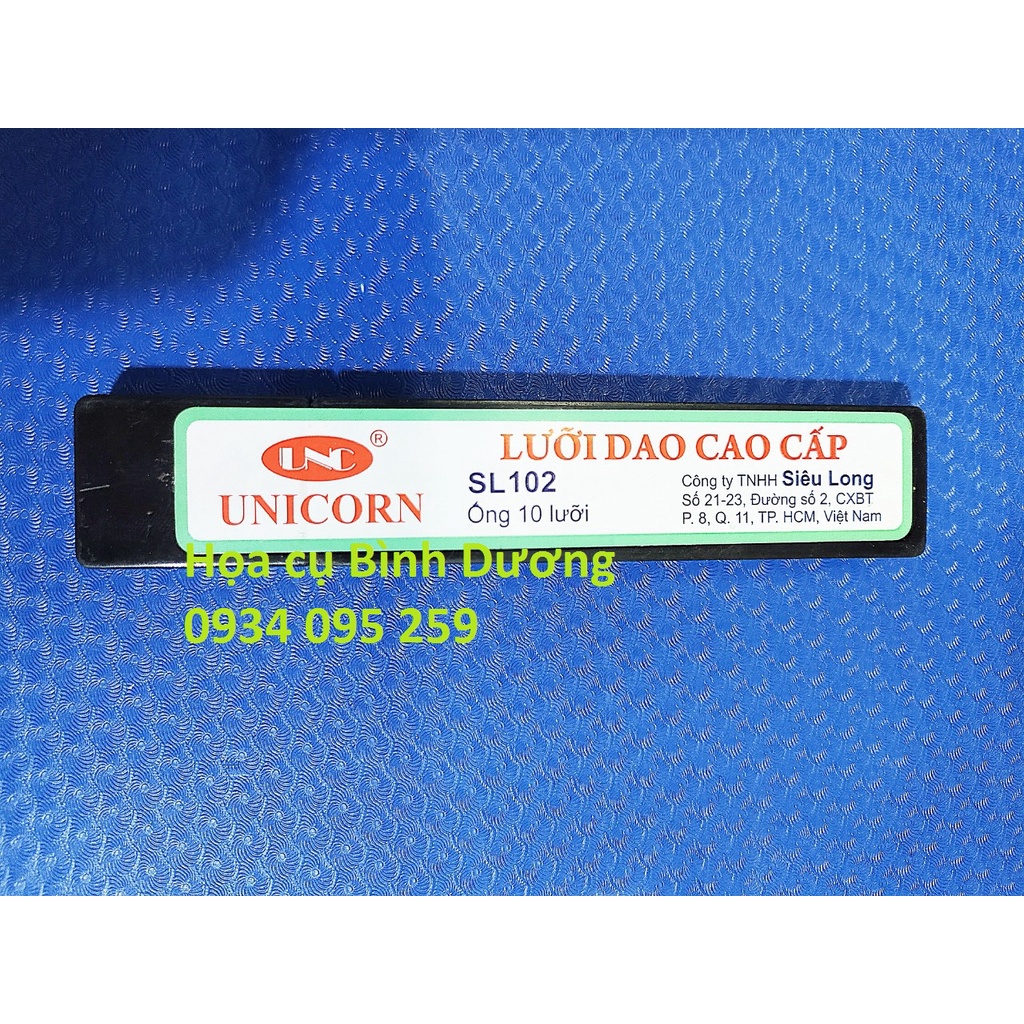 UNC ®
UNICORN
LƯỠI DAO CAO CẤP
SL102
Ống 10 lưỡi
Công ty TNHH Siêu Long
Số 21-23, Đường số 2, CXBT
P. 8, Q. 11, TP. HCM, Việt Nam
Họa cụ Bình Dương
0934 095 259